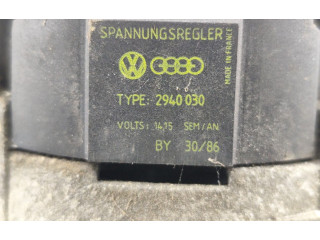 SPANNUNGSREGLER
MADE IN FRANCE
TYPE: 2940 030
VOLTS: 14,15 SEM/AN
BY 30/86